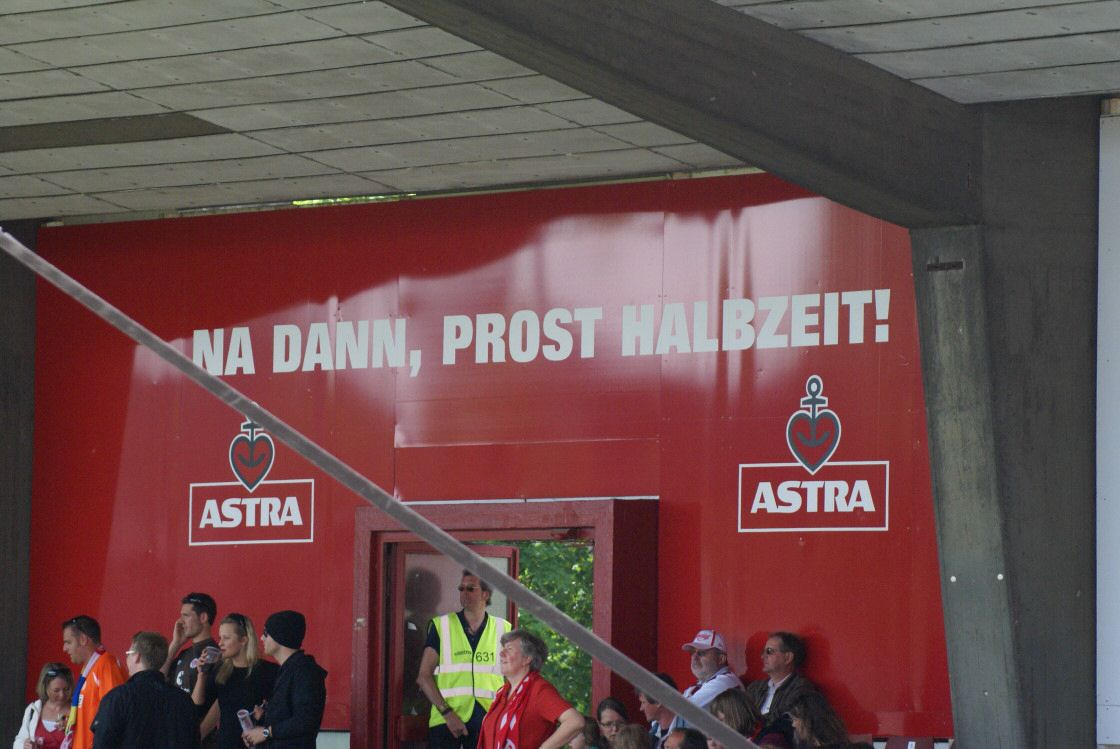 NA DANN, PROST HALBZEIT!
ASTRA
ASTRA
631